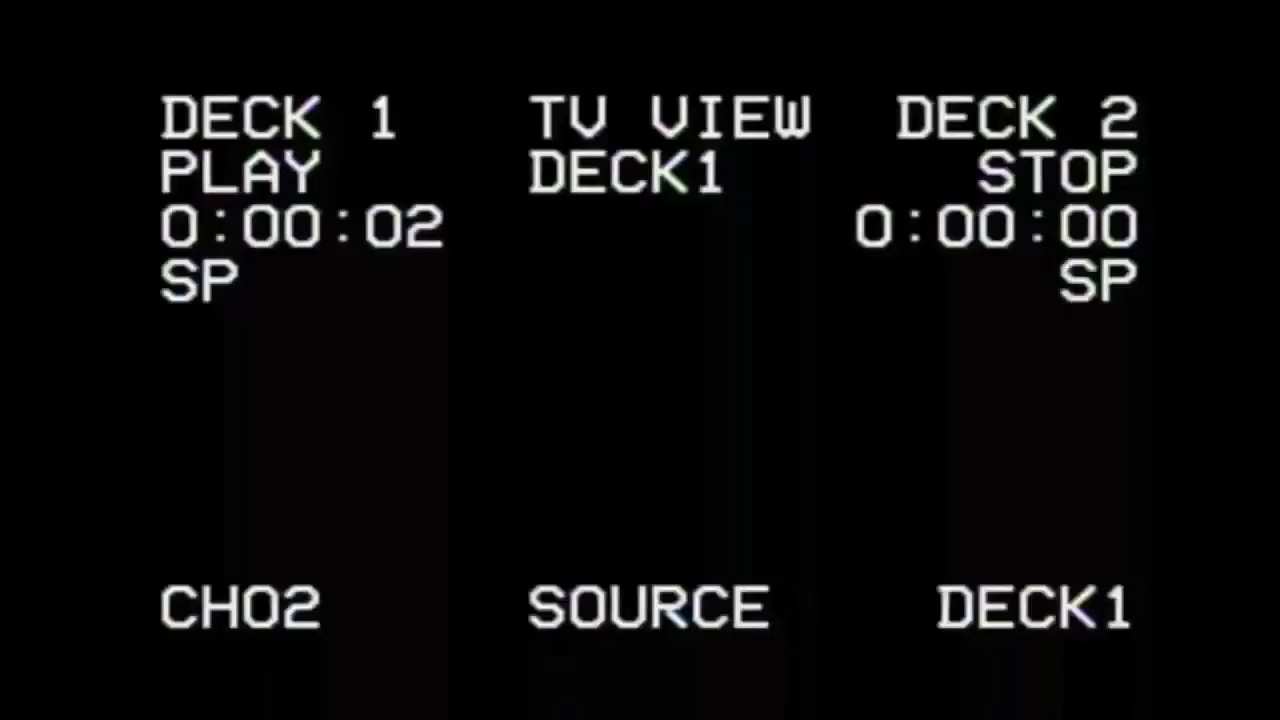 DECK 1 TV VIEW DECK 2
PLAY DECK1 STOP
0:00:02 0:00:00
SP SP
CH02 SOURCE DECK1